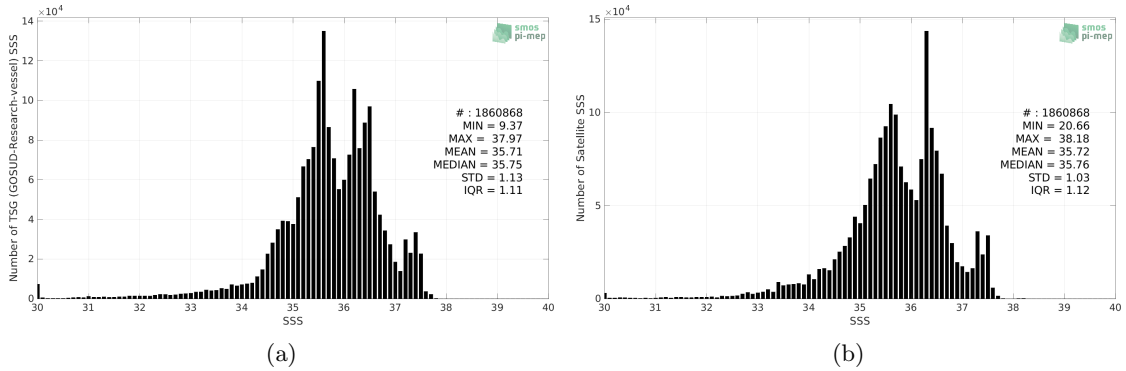 ×10⁴
14
12
10
8
6
4
2
0
Number of TSG (GOSUD-Research-vessel) SSS
smos
pi-mep
# : 1860868
MIN = 9.37
MAX = 37.97
MEAN = 35.71
MEDIAN = 35.75
STD = 1.13
IQR = 1.11
30 31 32 33 34 35 36 37 38 39 40
SSS
(a)
×10⁴
15
10
5
0
Number of Satellite SSS
smos
pi-mep
# : 1860868
MIN = 20.66
MAX = 38.18
MEAN = 35.72
MEDIAN = 35.76
STD = 1.03
IQR = 1.12
30 31 32 33 34 35 36 37 38 39 40
SSS
(b)